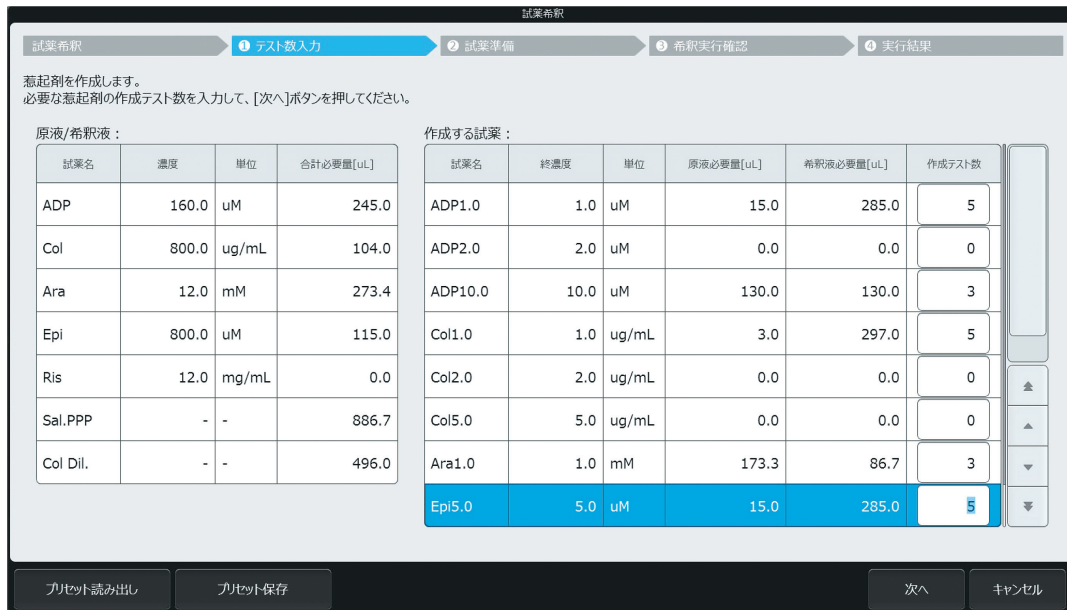 試薬希釈
試薬希釈 ❶ テスト数入力 ❷ 試薬準備 ❸ 希釈実行確認 ❹ 実行結果
惹起剤を作成します。
必要な惹起剤の作成テスト数を入力して、[次へ]ボタンを押してください。
原液/希釈液：
試薬名 濃度 単位 合計必要量[uL]
ADP 160.0 uM 245.0
Col 800.0 ug/mL 104.0
Ara 12.0 mM 273.4
Epi 800.0 uM 115.0
Ris 12.0 mg/mL 0.0
Sal.PPP - - 886.7
Col Dil. - - 496.0
作成する試薬：
試薬名 終濃度 単位 原液必要量[uL] 希釈液必要量[uL] 作成テスト数
ADP1.0 1.0 uM 15.0 285.0 5
ADP2.0 2.0 uM 0.0 0.0 0
ADP10.0 10.0 uM 130.0 130.0 3
Col1.0 1.0 ug/mL 3.0 297.0 5
Col2.0 2.0 ug/mL 0.0 0.0 0
Col5.0 5.0 ug/mL 0.0 0.0 0
Ara1.0 1.0 mM 173.3 86.7 3
Epi5.0 5.0 uM 15.0 285.0 5
プリセット読み出し プリセット保存 次へ キャンセル